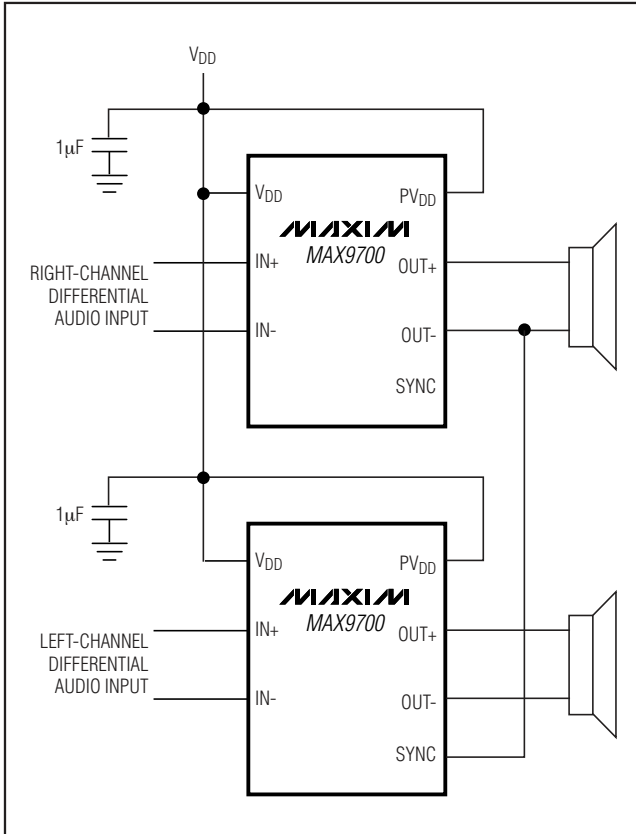 VDD
1μF
VDD
PVDD
MAXIM
MAX9700
RIGHT-CHANNEL
DIFFERENTIAL
AUDIO INPUT
IN+
OUT+
IN-
OUT-
SYNC
1μF
VDD
PVDD
MAXIM
MAX9700
LEFT-CHANNEL
DIFFERENTIAL
AUDIO INPUT
IN+
OUT+
IN-
OUT-
SYNC